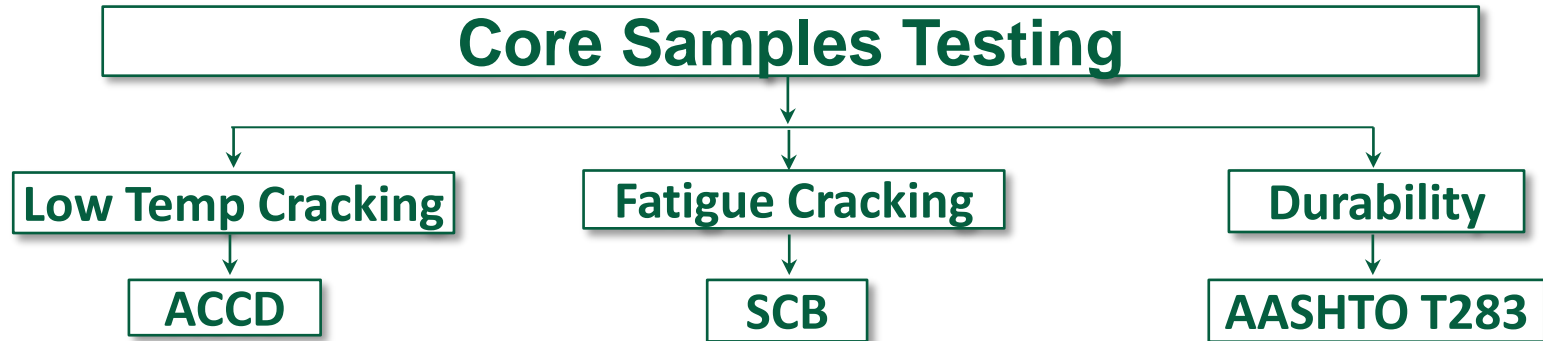 Core Samples Testing
Low Temp Cracking
Fatigue Cracking
Durability
ACCD
SCB
AASHTO T283